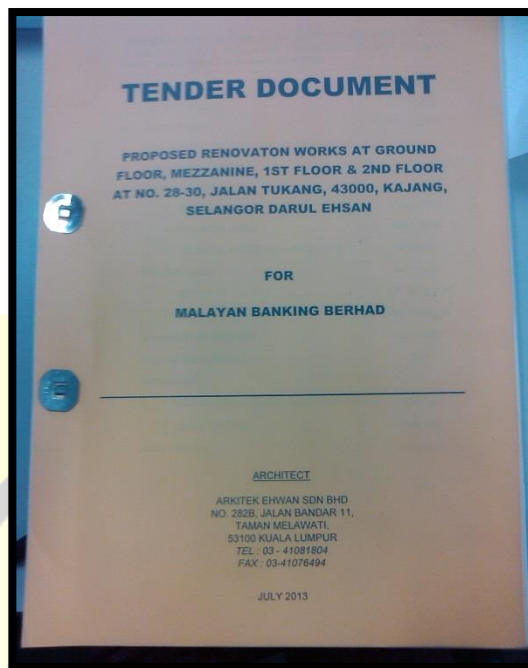 TENDER DOCUMENT
PROPOSED RENOVATON WORKS AT GROUND
FLOOR, MEZZANINE, 1ST FLOOR & 2ND FLOOR
AT NO. 28-30, JALAN TUKANG, 43000, KAJANG,
SELANGOR DARUL EHSAN
FOR
MALAYAN BANKING BERHAD
ARCHITECT
ARKITEK EHWAN SDN BHD
NO. 282B, JALAN BANDAR 11,
TAMAN MELAWATI,
53100 KUALA LUMPUR
TEL : 03 - 41081804
FAX : 03-41076494
JULY 2013